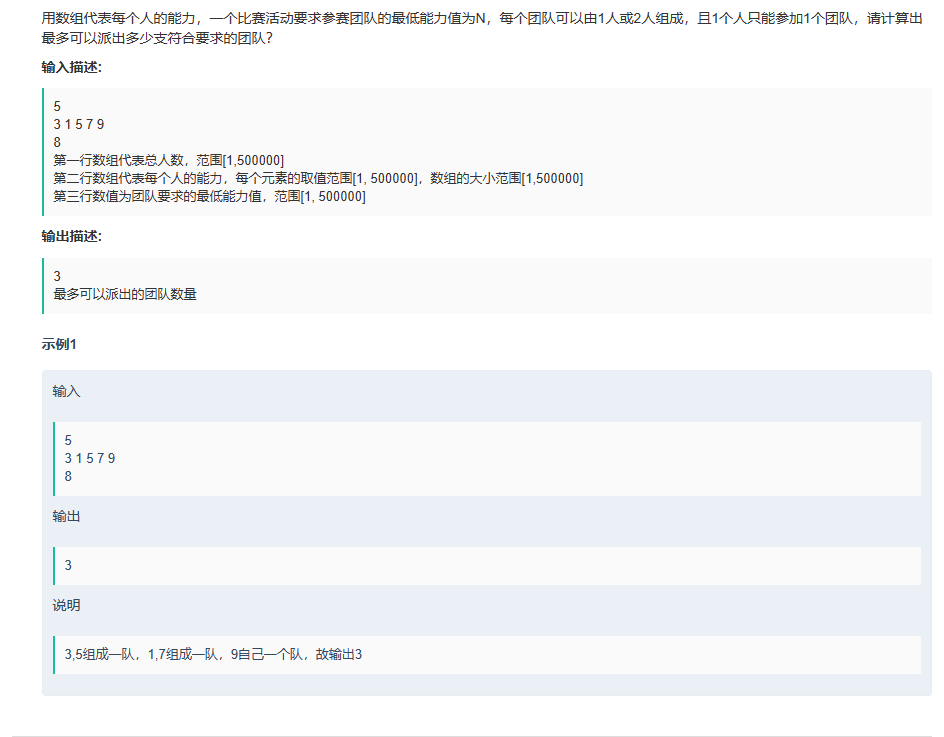 用数组代表每个人的能力，一个比赛活动要求参赛团队的最低能力值为N，每个团队可以由1人或2人组成，且1个人只能参加1个团队，请计算出
最多可以派出多少支符合要求的团队？
输入描述:
5
3 1 5 7 9
8
第一行数组代表总人数，范围[1,500000]
第二行数组代表每个人的能力，每个元素的取值范围[1, 500000]，数组的大小范围[1,500000]
第三行数值为团队要求的最低能力值，范围[1, 500000]
输出描述:
3
最多可以派出的团队数量
示例1
输入
5
3 1 5 7 9
8
输出
3
说明
3,5组成一队，1,7组成一队，9自己一个队，故输出3